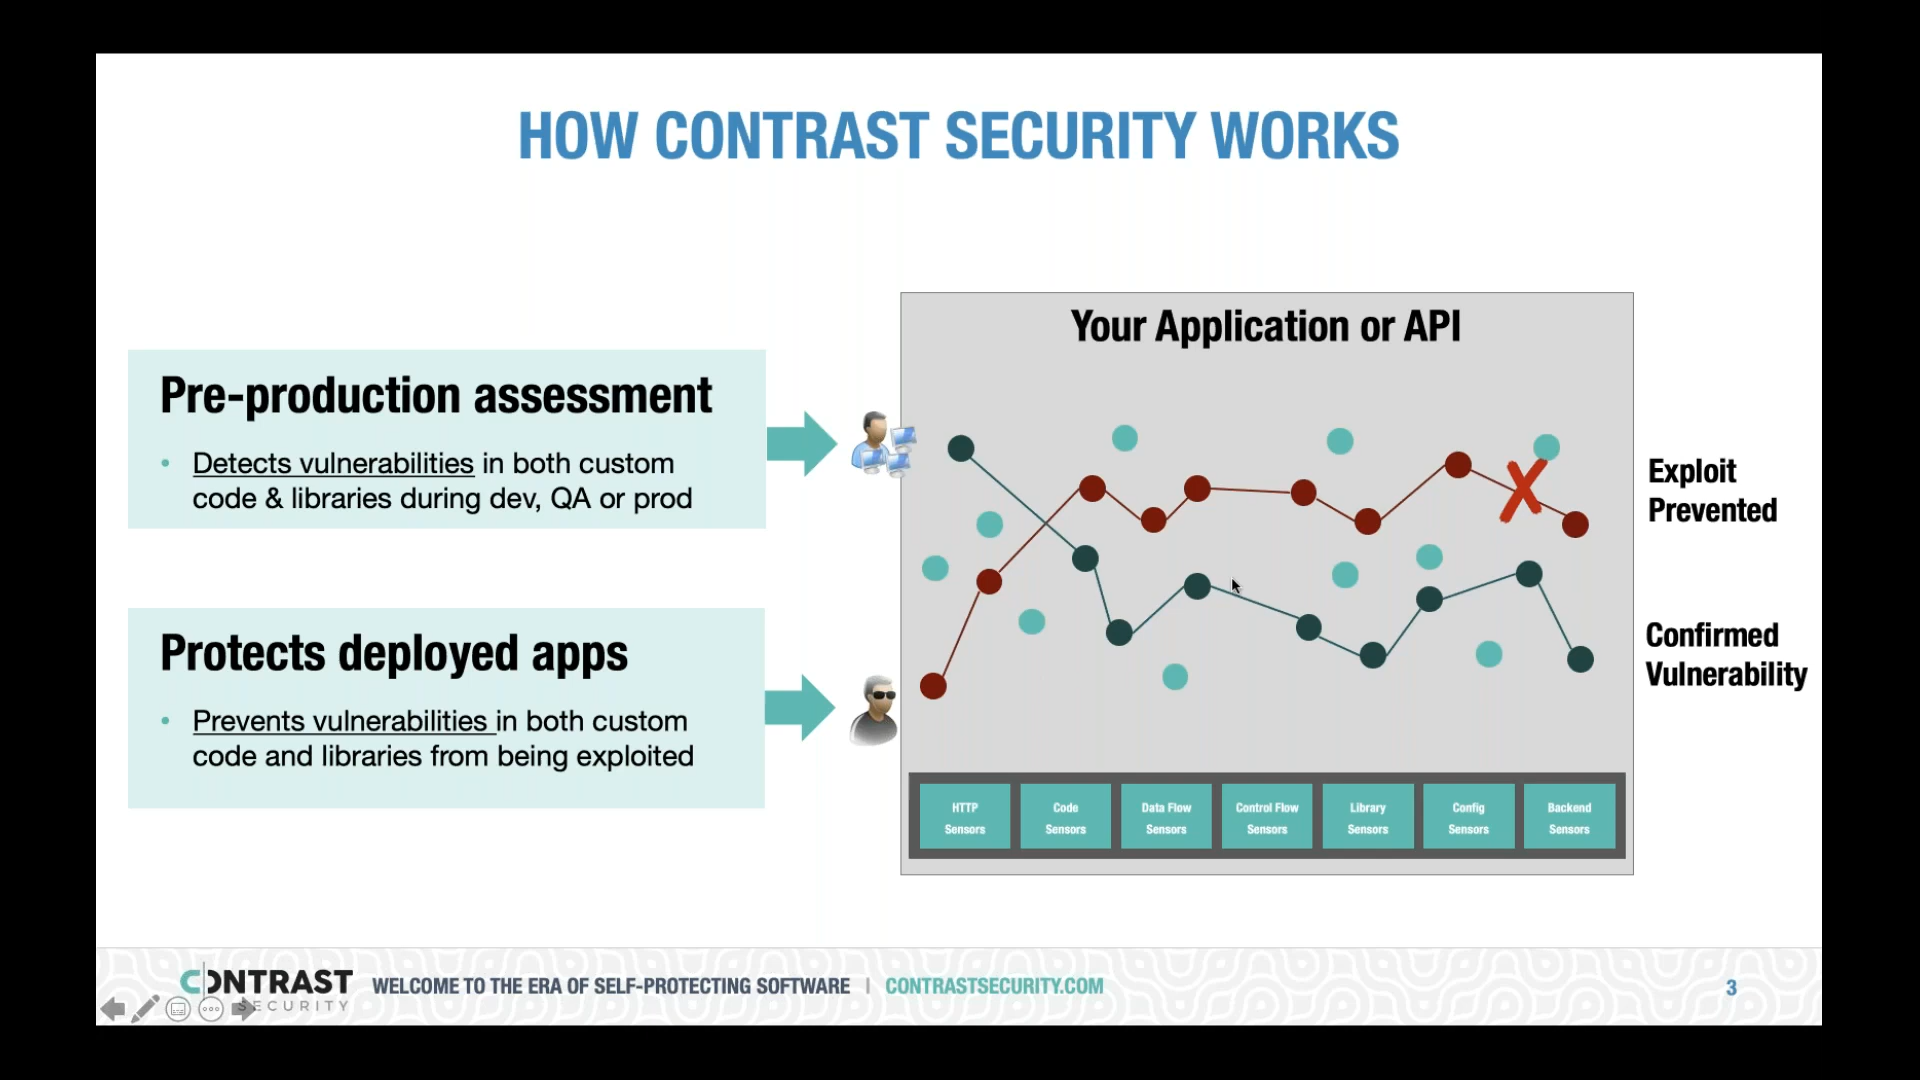 HOW CONTRAST SECURITY WORKS
Pre-production assessment
• Detects vulnerabilities in both custom
code & libraries during dev, QA or prod
Protects deployed apps
• Prevents vulnerabilities in both custom
code and libraries from being exploited
Your Application or API
Exploit
Prevented
Confirmed
Vulnerability
HTTP
Sensors
Code
Sensors
Data Flow
Sensors
Control Flow
Sensors
Library
Sensors
Config
Sensors
Backend
Sensors
CONTRAST
SECURITY
WELCOME TO THE ERA OF SELF-PROTECTING SOFTWARE | CONTRASTSECURITY.COM
3